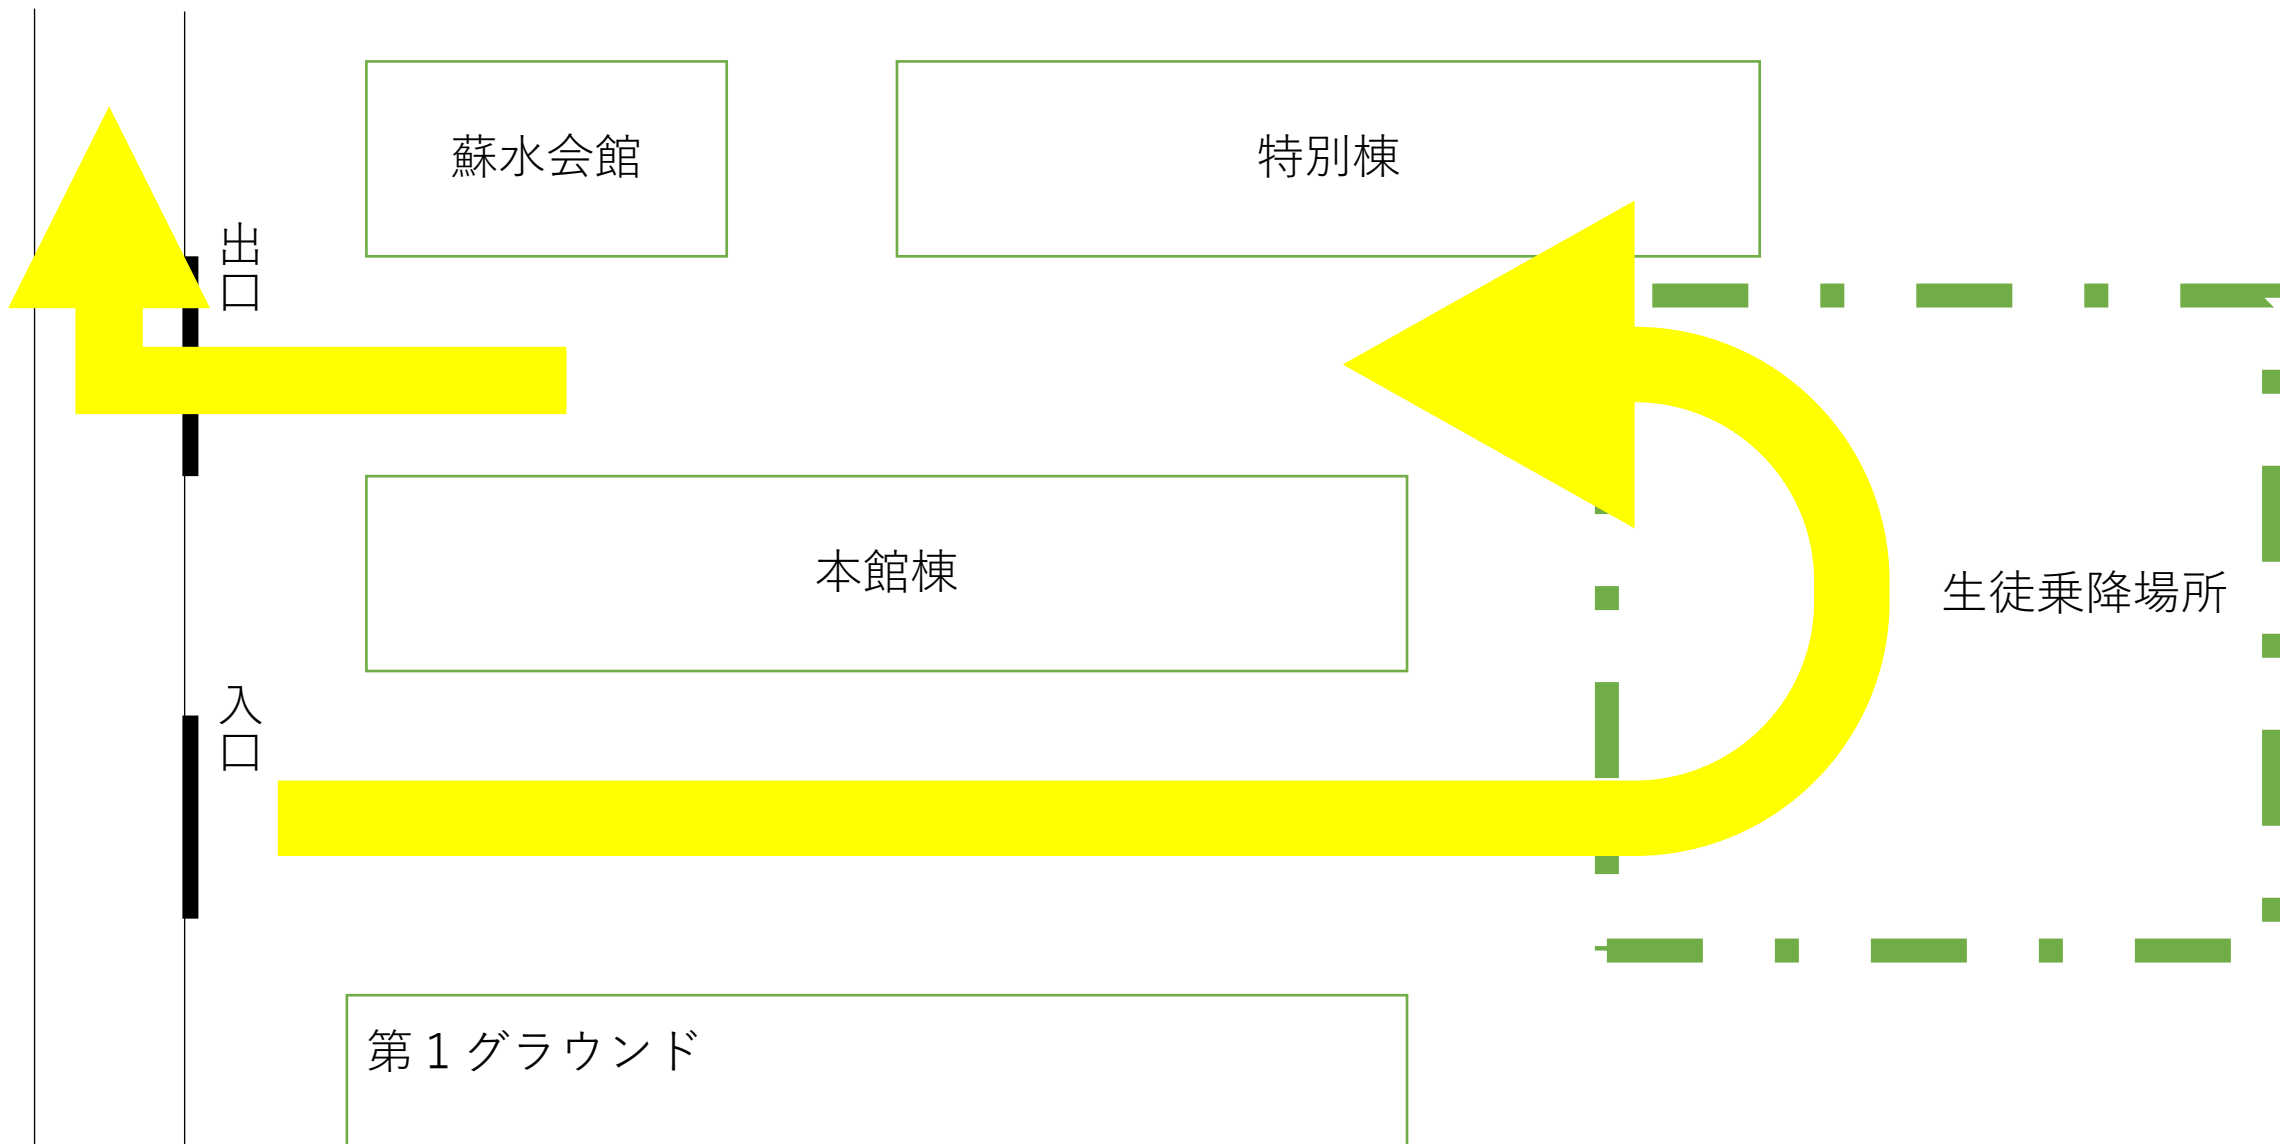 蘇水会館
特別棟
出口
本館棟
生徒乗降場所
入口
第１グラウンド